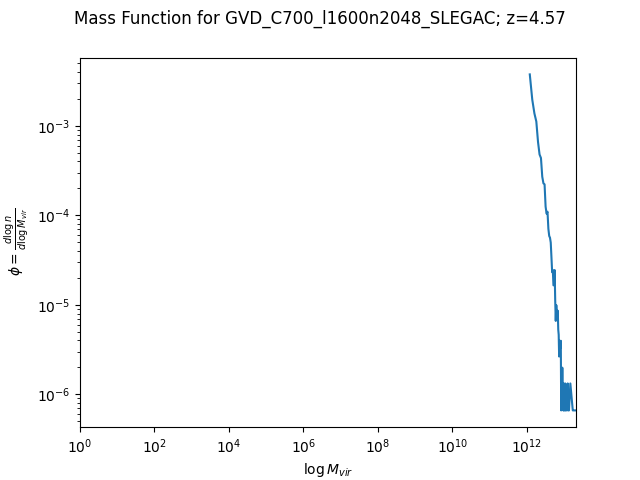 Mass Function for GVD_C700_l1600n2048_SLEGAC; z=4.57
10⁻³
10⁻⁴
10⁻⁵
10⁻⁶
ϕ = d log n / d log M_vir
10⁰ 10² 10⁴ 10⁶ 10⁸ 10¹⁰ 10¹²
log M_vir